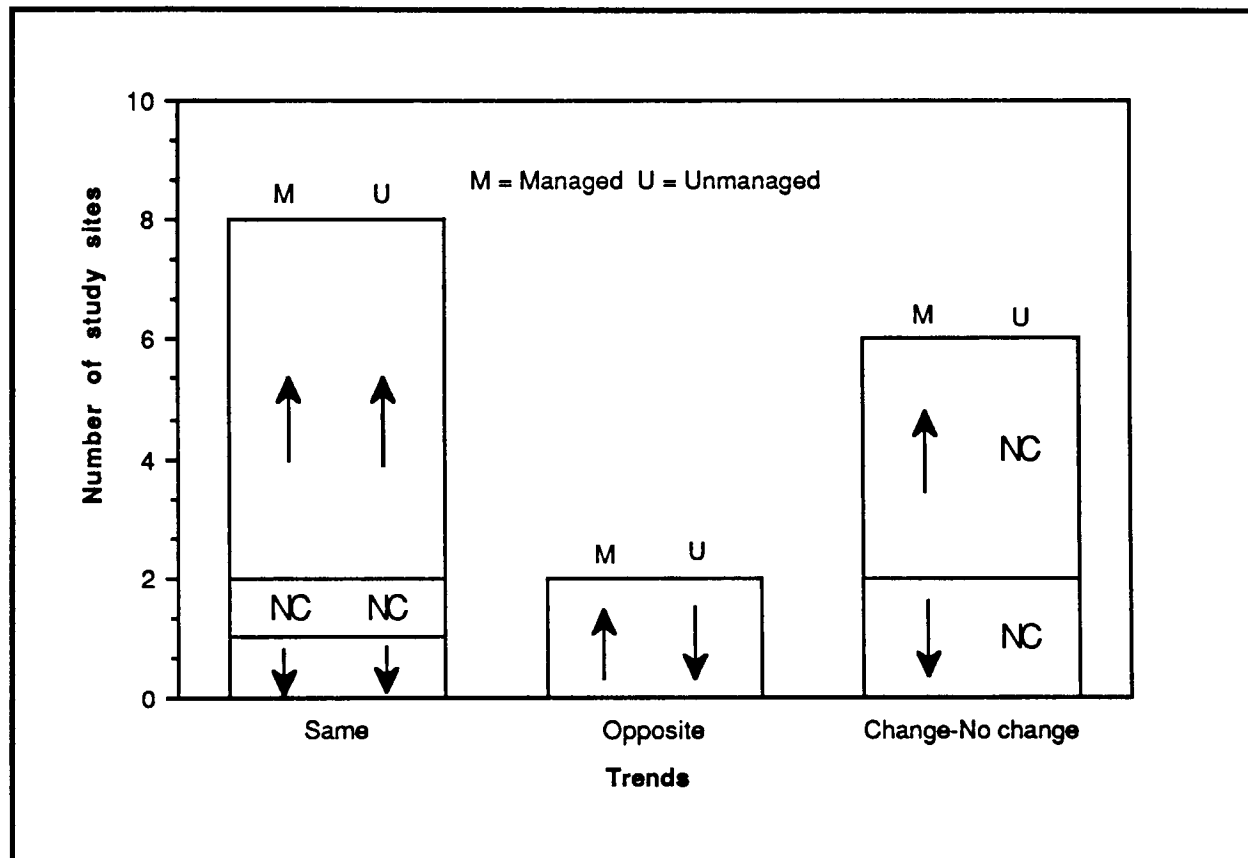 Number of study sites
10
8
6
4
2
0
M = Managed U = Unmanaged
M U
NC NC
M U
M U
NC
NC
Same Opposite Change-No change
Trends